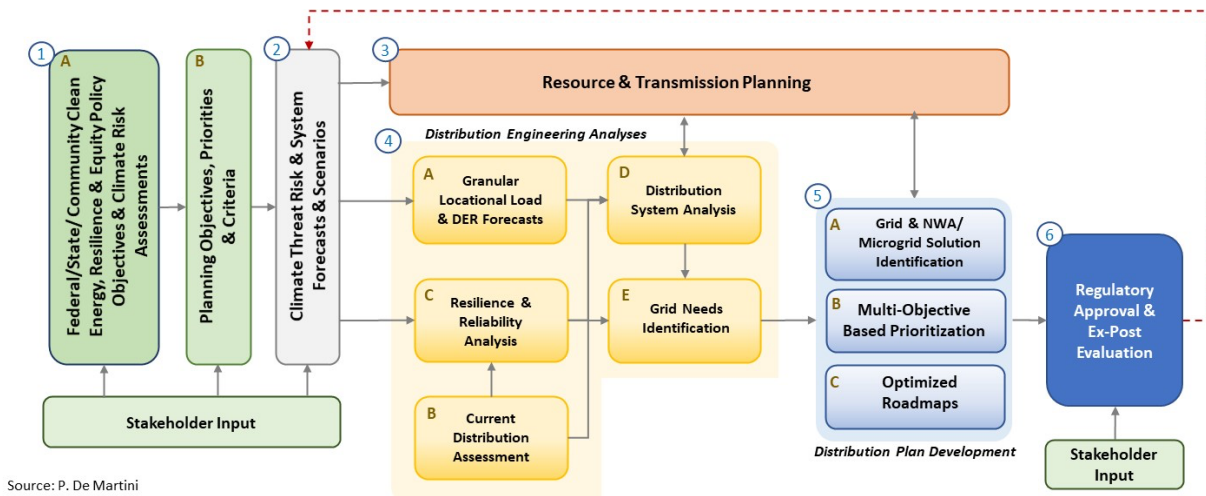 1
A
Federal/State/ Community Clean
Energy, Resilience & Equity Policy
Objectives & Climate Risk
Assessments
B
Planning Objectives, Priorities
& Criteria
2
Climate Threat Risk & System
Forecasts & Scenarios
Stakeholder Input
3
Resource & Transmission Planning
Distribution Engineering Analyses
4
A
Granular
Locational Load
& DER Forecasts
D
Distribution
System Analysis
C
Resilience &
Reliability
Analysis
E
Grid Needs
Identification
B
Current
Distribution
Assessment
5
A
Grid & NWA/
Microgrid Solution
Identification
B
Multi-Objective
Based Prioritization
C
Optimized
Roadmaps
Distribution Plan Development
6
Regulatory
Approval &
Ex-Post
Evaluation
Stakeholder
Input
Source: P. De Martini